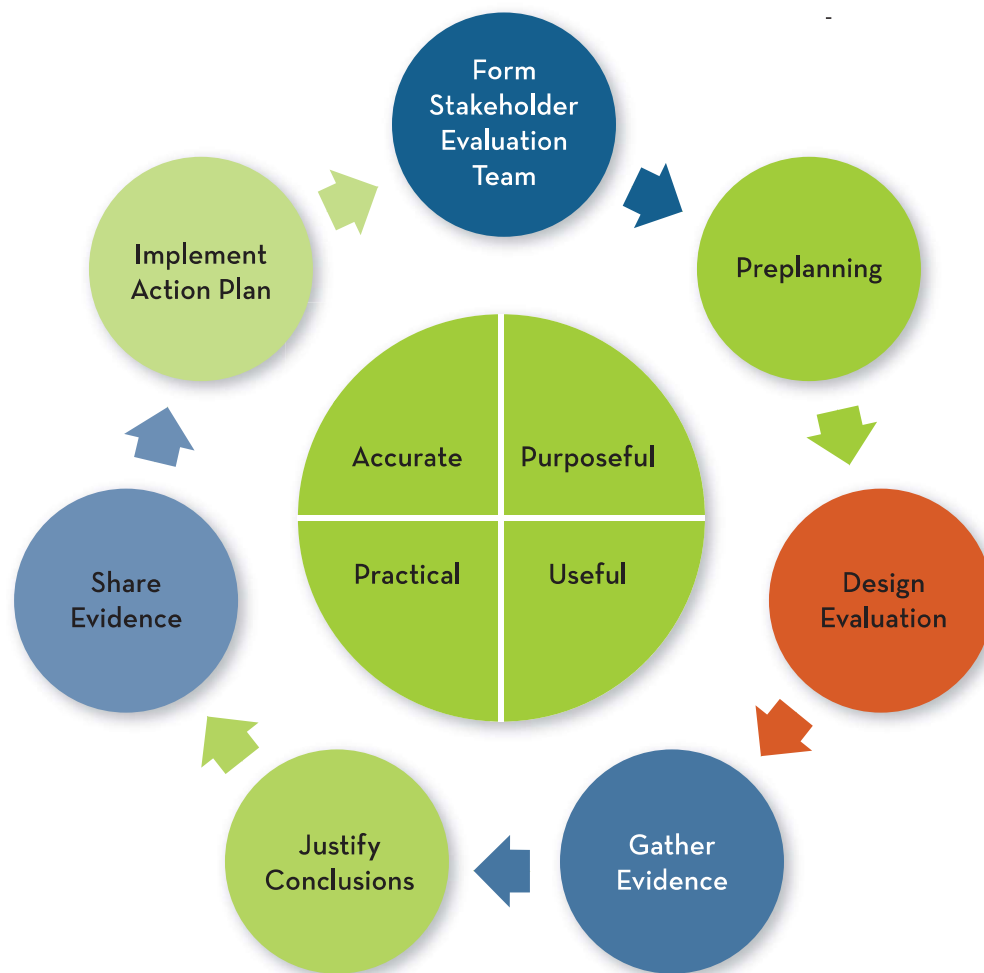 -
Form
Stakeholder
Evaluation
Team
Preplanning
Design
Evaluation
Gather
Evidence
Justify
Conclusions
Share
Evidence
Implement
Action Plan
Accurate
Purposeful
Practical
Useful